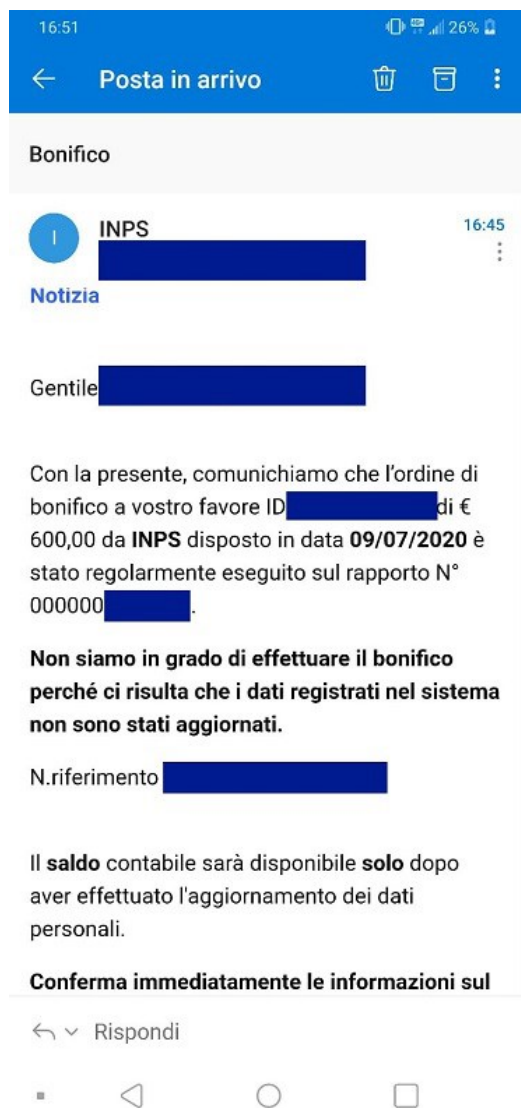 16:51
4G+ 26%
Posta in arrivo
Bonifico
I
INPS
16:45
Notizia
Gentile
Con la presente, comunichiamo che l'ordine di
bonifico a vostro favore ID di €
600,00 da INPS disposto in data 09/07/2020 è
stato regolarmente eseguito sul rapporto N°
000000 .
Non siamo in grado di effettuare il bonifico
perché ci risulta che i dati registrati nel sistema
non sono stati aggiornati.
N.riferimento
Il saldo contabile sarà disponibile solo dopo
aver effettuato l'aggiornamento dei dati
personali.
Conferma immediatamente le informazioni sul
Rispondi